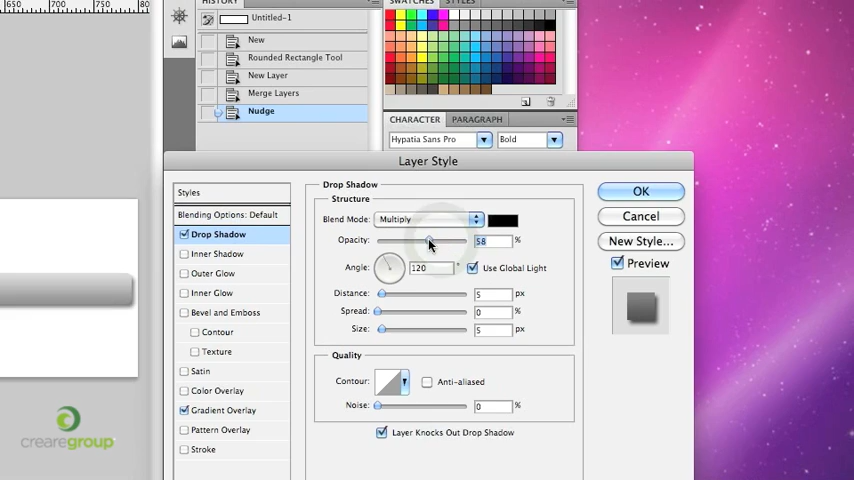 650
700
750
80
HISTORY
SWATCHES
STYLES
Untitled-1
New
Rounded Rectangle Tool
New Layer
Merge Layers
Nudge
CHARACTER
PARAGRAPH
Hypatia Sans Pro
Bold
Layer Style
Styles
Blending Options: Default
Drop Shadow
Inner Shadow
Outer Glow
Inner Glow
Bevel and Emboss
Contour
Texture
Satin
Color Overlay
Gradient Overlay
Pattern Overlay
Stroke
Drop Shadow
Structure
Blend Mode: Multiply
Opacity: 58 %
Angle: 120 ° Use Global Light
Distance: 5 px
Spread: 0 %
Size: 5 px
Quality
Contour: Anti-aliased
Noise: 0 %
Layer Knocks Out Drop Shadow
OK
Cancel
New Style...
Preview
crearegroup